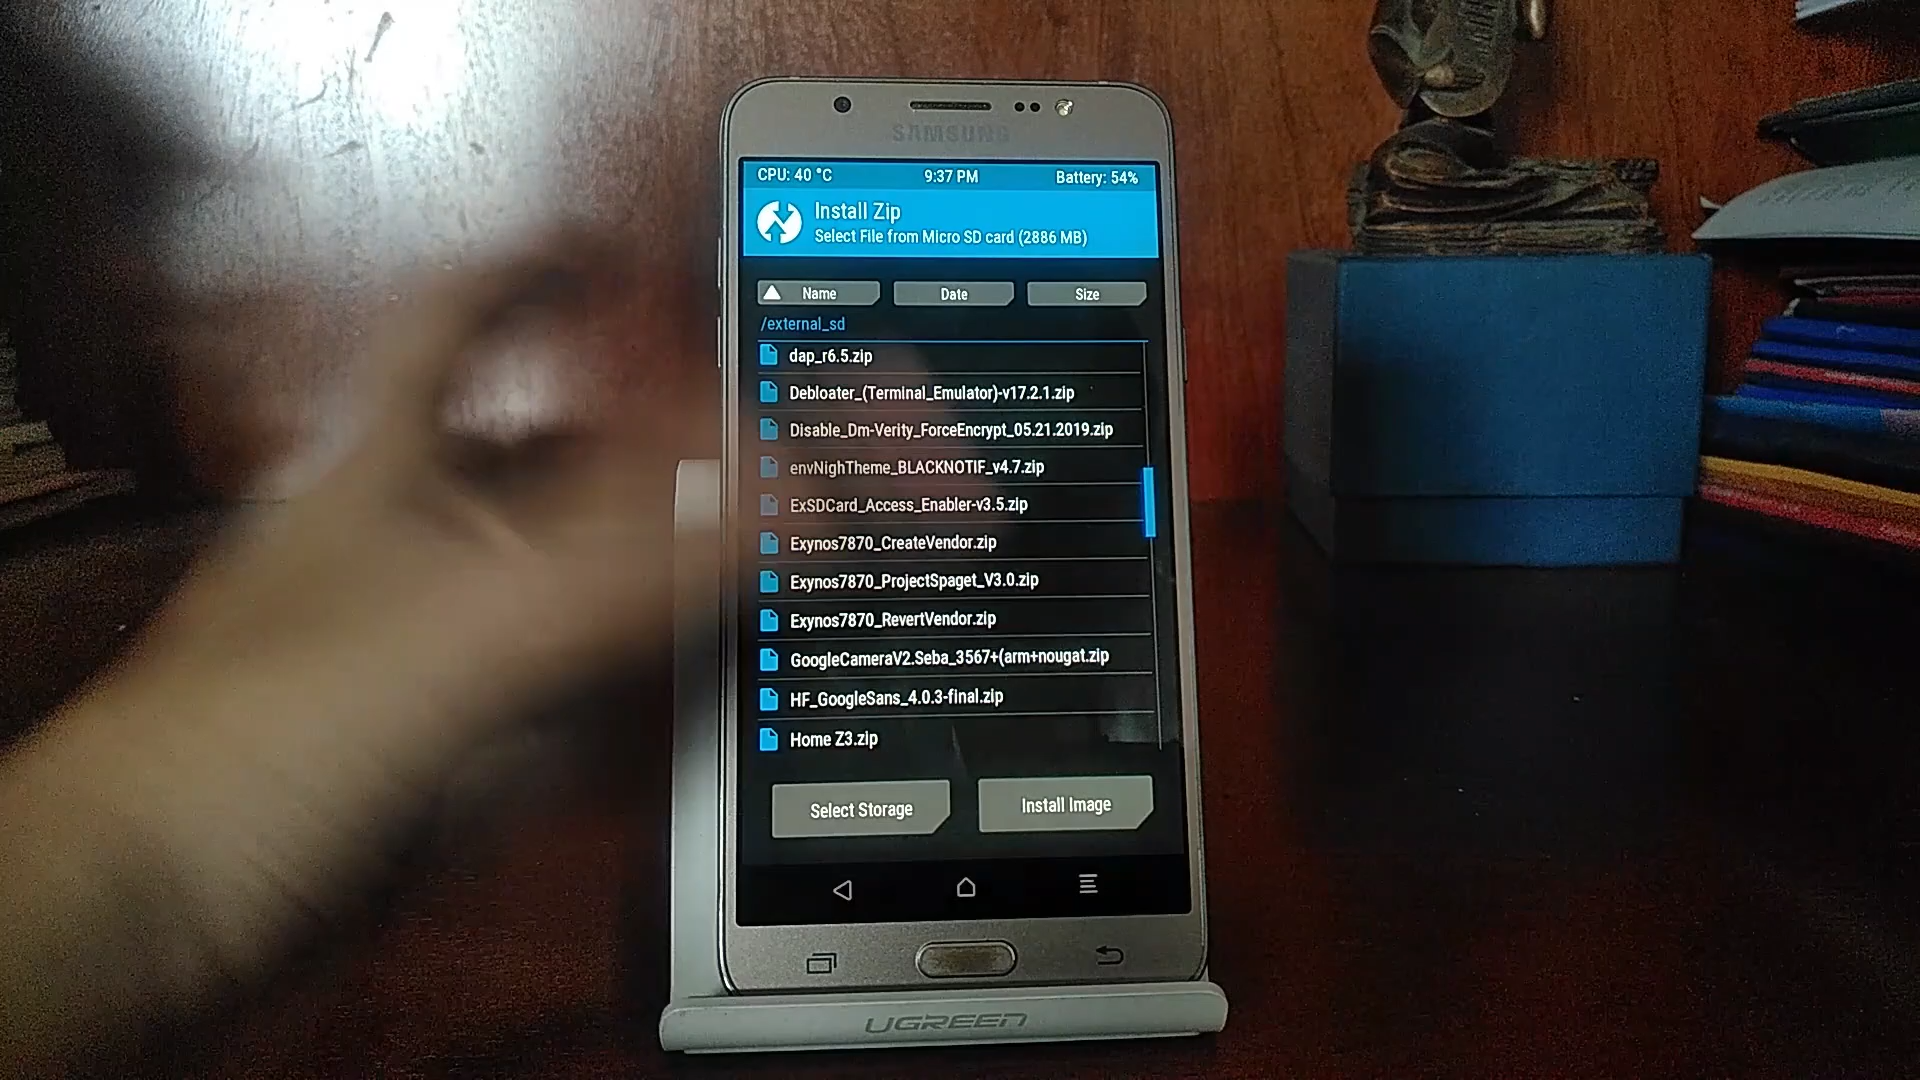 SAMSUNG
CPU: 40 °C 9:37 PM Battery: 54%
Install Zip
Select File from Micro SD card (2886 MB)
Name Date Size
/external_sd
dap_r6.5.zip
Debloater_(Terminal_Emulator)-v17.2.1.zip
Disable_Dm-Verity_ForceEncrypt_05.21.2019.zip
envNighTheme_BLACKNOTIF_v4.7.zip
ExSDCard_Access_Enabler-v3.5.zip
Exynos7870_CreateVendor.zip
Exynos7870_ProjectSpaget_V3.0.zip
Exynos7870_RevertVendor.zip
GoogleCameraV2.Seba_3567+(arm+nougat.zip
HF_GoogleSans_4.0.3-final.zip
Home Z3.zip
Select Storage Install Image
UGREEN